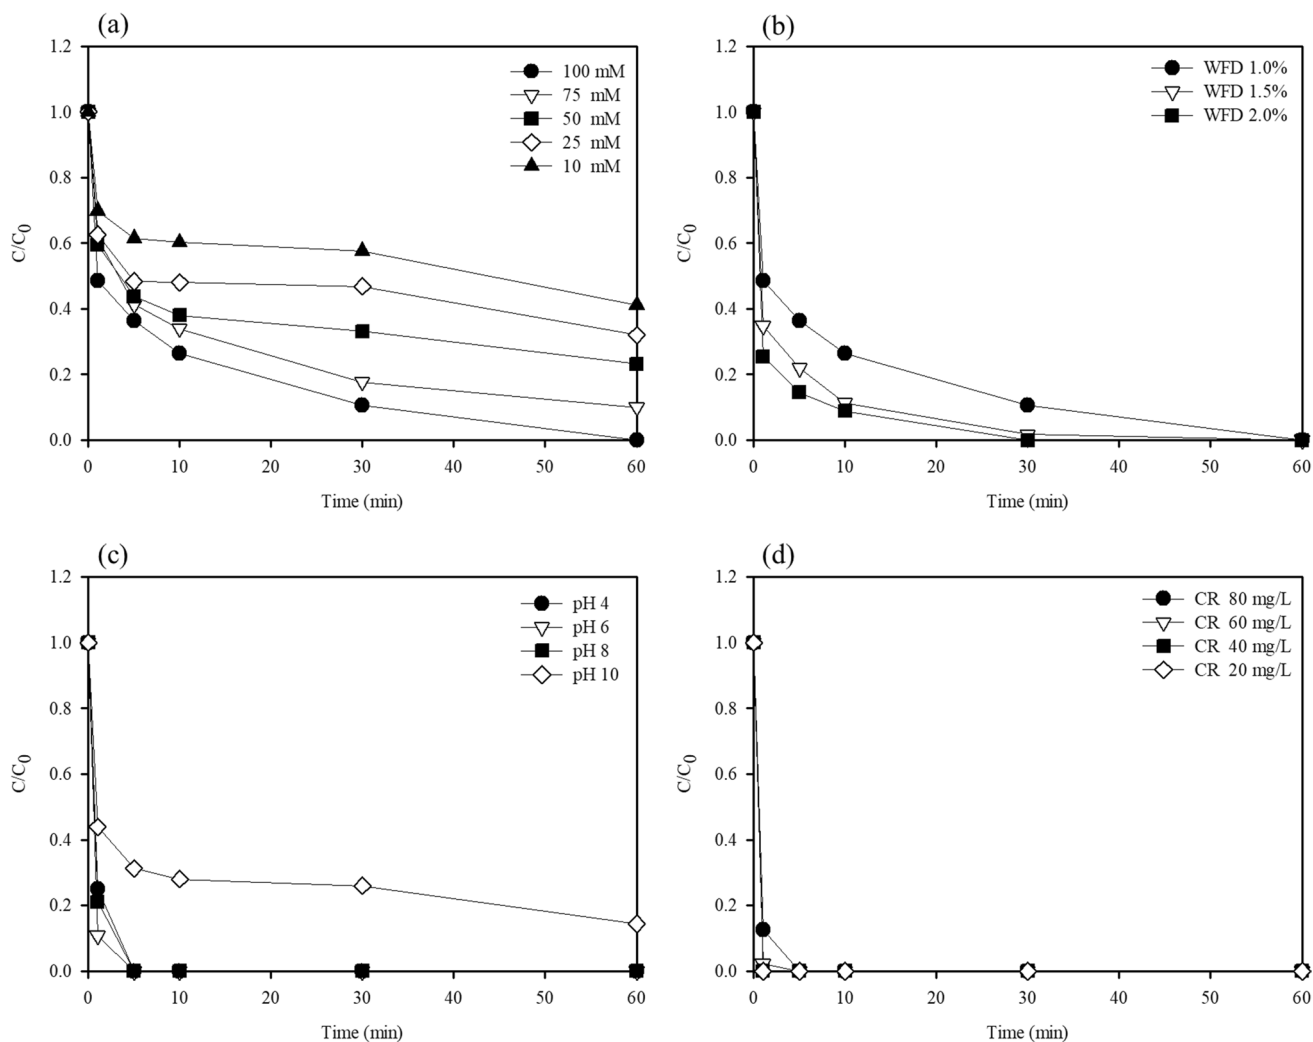 (a)
1.2
1.0
0.8
0.6
0.4
0.2
0.0
C/C0
0
10
20
30
40
50
60
Time (min)
100 mM
75 mM
50 mM
25 mM
10 mM
(b)
1.2
1.0
0.8
0.6
0.4
0.2
0.0
C/C0
0
10
20
30
40
50
60
Time (min)
WFD 1.0%
WFD 1.5%
WFD 2.0%
(c)
1.2
1.0
0.8
0.6
0.4
0.2
0.0
C/C0
0
10
20
30
40
50
60
Time (min)
pH 4
pH 6
pH 8
pH 10
(d)
1.2
1.0
0.8
0.6
0.4
0.2
0.0
C/C0
0
10
20
30
40
50
60
Time (min)
CR 80 mg/L
CR 60 mg/L
CR 40 mg/L
CR 20 mg/L